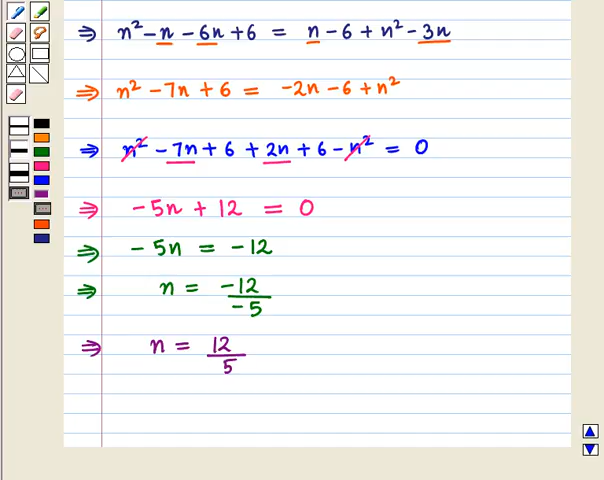 ⇒ n² - n - 6n + 6 = n - 6 + n² - 3n
⇒ n² - 7n + 6 = -2n - 6 + n²
⇒ n² - 7n + 6 + 2n + 6 - n² = 0
⇒ -5n + 12 = 0
⇒ -5n = -12
⇒ n = -12/-5
⇒ n = 12/5